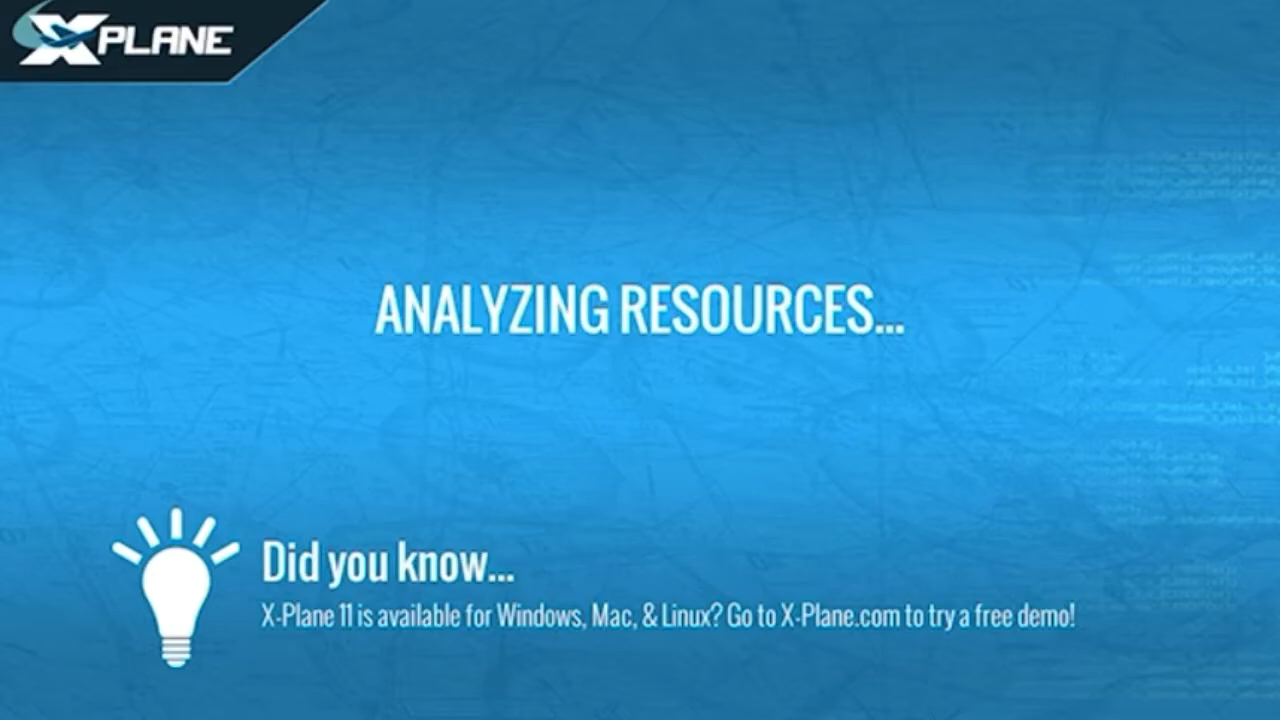 X PLANE
ANALYZING RESOURCES...
Did you know...
X-Plane 11 is available for Windows, Mac, & Linux? Go to X-Plane.com to try a free demo!